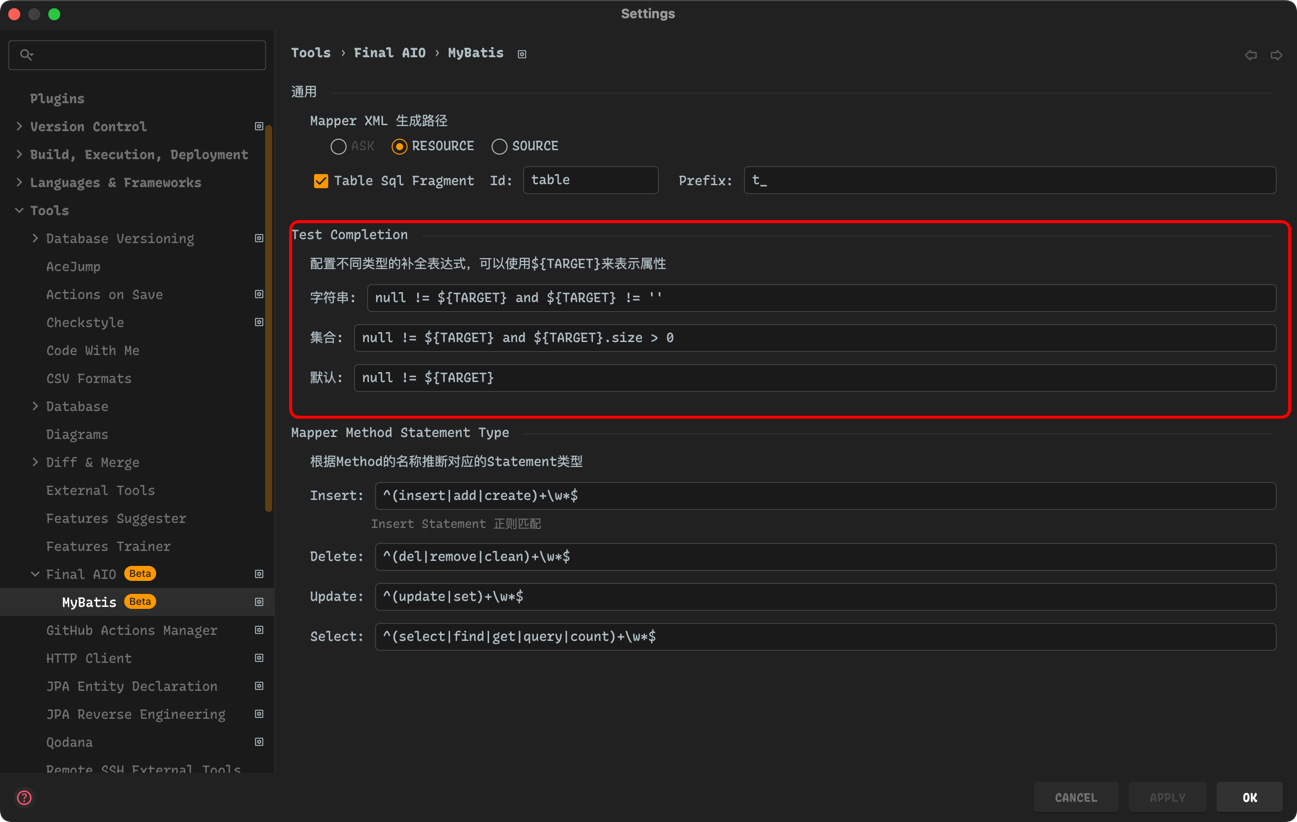 Settings
Plugins
Version Control
Build, Execution, Deployment
Languages & Frameworks
Tools
Database Versioning
AceJump
Actions on Save
Checkstyle
Code With Me
CSV Formats
Database
Diagrams
Diff & Merge
External Tools
Features Suggester
Features Trainer
Final AIO Beta
MyBatis Beta
GitHub Actions Manager
HTTP Client
JPA Entity Declaration
JPA Reverse Engineering
Qodana
Remote SSH External Tools
Tools › Final AIO › MyBatis
通用
Mapper XML 生成路径
ASK RESOURCE SOURCE
Table Sql Fragment Id: table Prefix: t_
Test Completion
配置不同类型的补全表达式，可以使用${TARGET}来表示属性
字符串: null != ${TARGET} and ${TARGET} != ''
集合: null != ${TARGET} and ${TARGET}.size > 0
默认: null != ${TARGET}
Mapper Method Statement Type
根据Method的名称推断对应的Statement类型
Insert: ^(insert|add|create)+\w*$
Insert Statement 正则匹配
Delete: ^(del|remove|clean)+\w*$
Update: ^(update|set)+\w*$
Select: ^(select|find|get|query|count)+\w*$
CANCEL APPLY OK